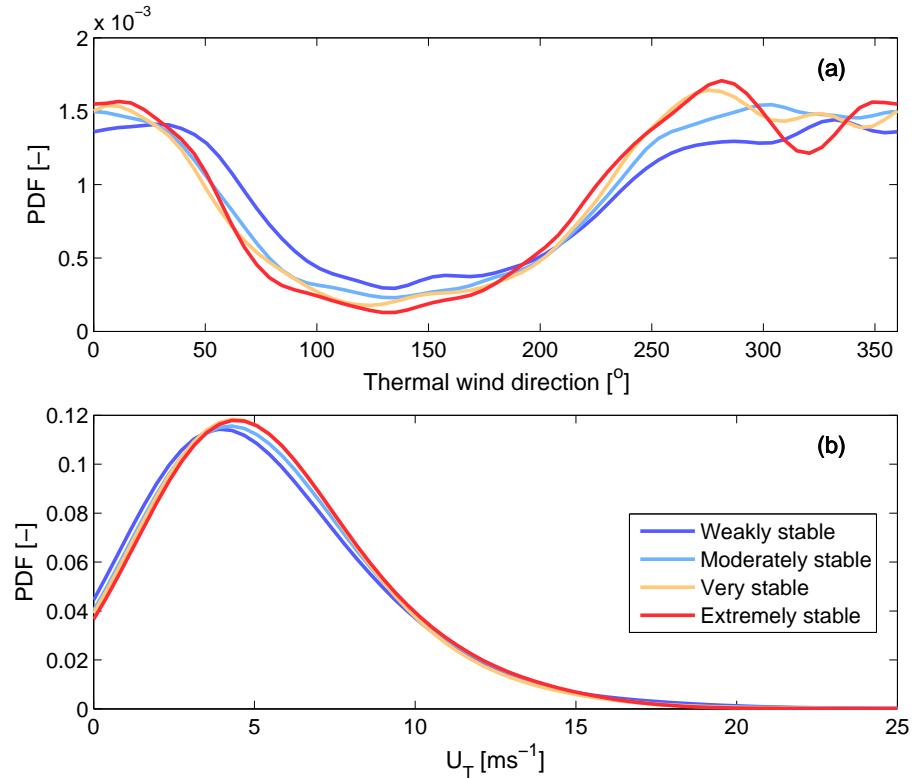 x 10⁻³
2
1.5
1
0.5
0
PDF [-]
(a)
0 50 100 150 200 250 300 350
Thermal wind direction [°]
0.12
0.1
0.08
0.06
0.04
0.02
0
PDF [-]
(b)
Weakly stable
Moderately stable
Very stable
Extremely stable
0 5 10 15 20 25
U_T [ms⁻¹]